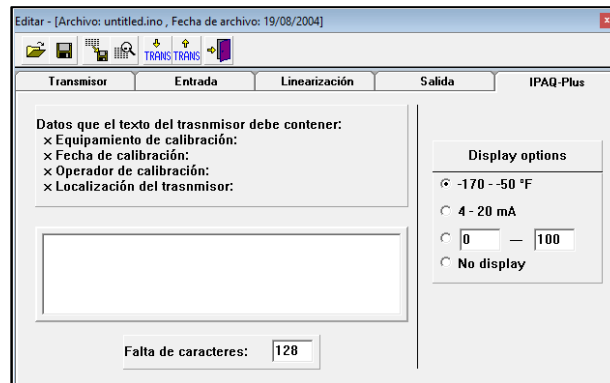 Editar - [Archivo: untitled.ino , Fecha de archivo: 19/08/2004]
TRANS TRANS
Transmisor Entrada Linearización Salida IPAQ-Plus
Datos que el texto del trasnmisor debe contener:
× Equipamiento de calibración:
× Fecha de calibración:
× Operador de calibración:
× Localización del trasnmisor:
Falta de caracteres: 128
Display options
-170 - -50 °F
4 - 20 mA
0 — 100
No display